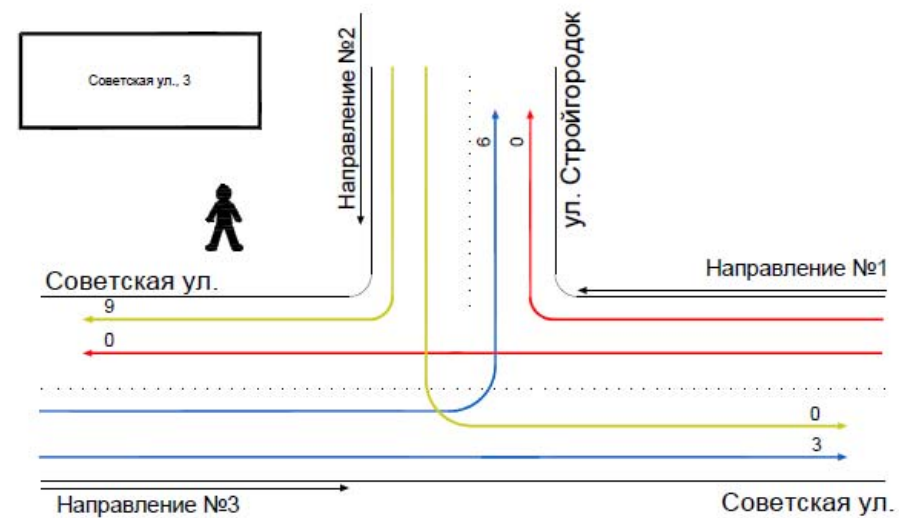 Советская ул., 3
Направление №2
ул. Стройгородок
6
0
Советская ул.
Направление №1
9
0
0
3
Направление №3
Советская ул.